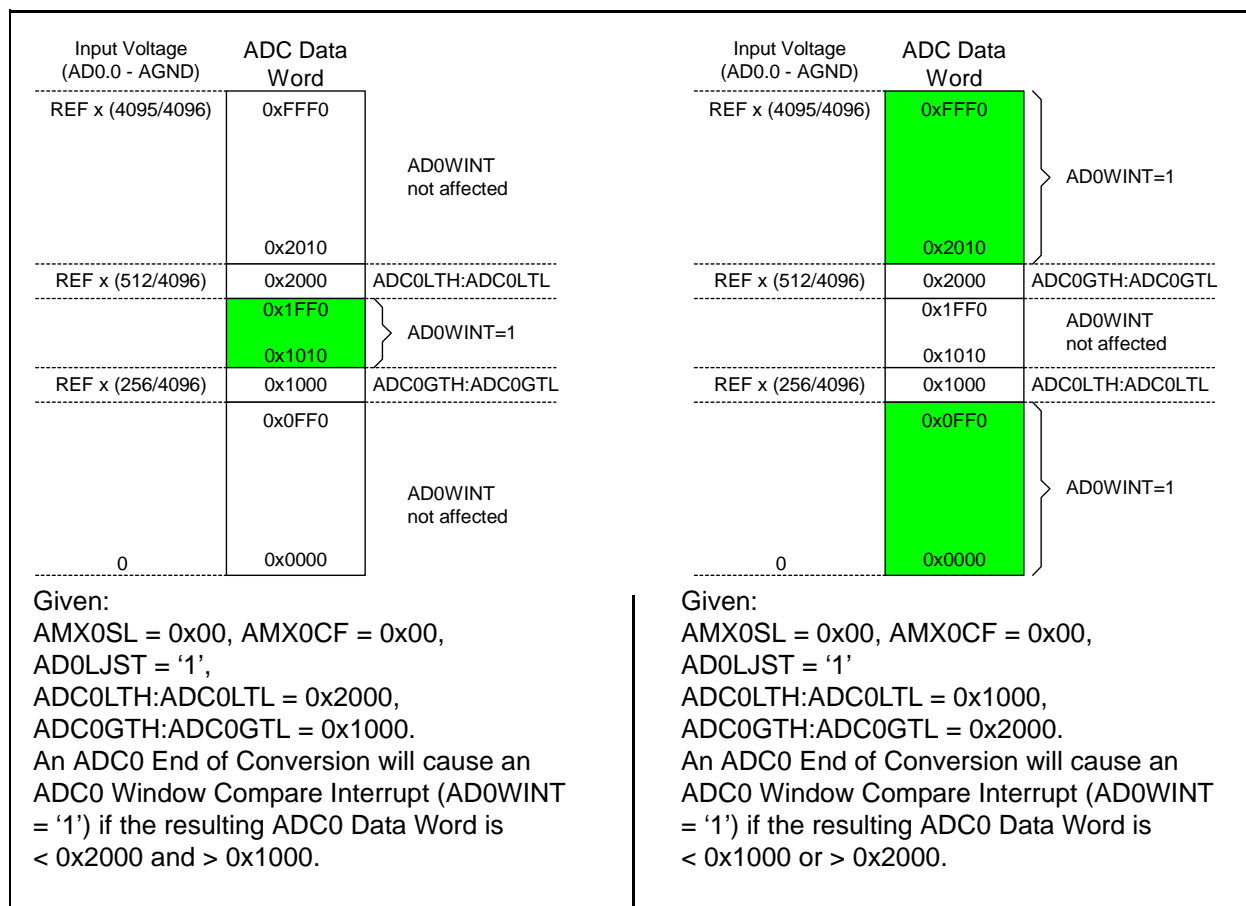 Input Voltage
(AD0.0 - AGND)
ADC Data
Word
REF x (4095/4096)
0xFFF0
AD0WINT
not affected
0x2010
REF x (512/4096)
0x2000
ADC0LTH:ADC0LTL
0x1FF0
AD0WINT=1
0x1010
REF x (256/4096)
0x1000
ADC0GTH:ADC0GTL
0x0FF0
AD0WINT
not affected
0
0x0000
Given:
AMX0SL = 0x00, AMX0CF = 0x00,
AD0LJST = ‘1’,
ADC0LTH:ADC0LTL = 0x2000,
ADC0GTH:ADC0GTL = 0x1000.
An ADC0 End of Conversion will cause an
ADC0 Window Compare Interrupt (AD0WINT
= ‘1’) if the resulting ADC0 Data Word is
< 0x2000 and > 0x1000.
Input Voltage
(AD0.0 - AGND)
ADC Data
Word
REF x (4095/4096)
0xFFF0
AD0WINT=1
0x2010
REF x (512/4096)
0x2000
ADC0GTH:ADC0GTL
0x1FF0
AD0WINT
not affected
0x1010
REF x (256/4096)
0x1000
ADC0LTH:ADC0LTL
0x0FF0
AD0WINT=1
0
0x0000
Given:
AMX0SL = 0x00, AMX0CF = 0x00,
AD0LJST = ‘1’
ADC0LTH:ADC0LTL = 0x1000,
ADC0GTH:ADC0GTL = 0x2000.
An ADC0 End of Conversion will cause an
ADC0 Window Compare Interrupt (AD0WINT
= ‘1’) if the resulting ADC0 Data Word is
< 0x1000 or > 0x2000.